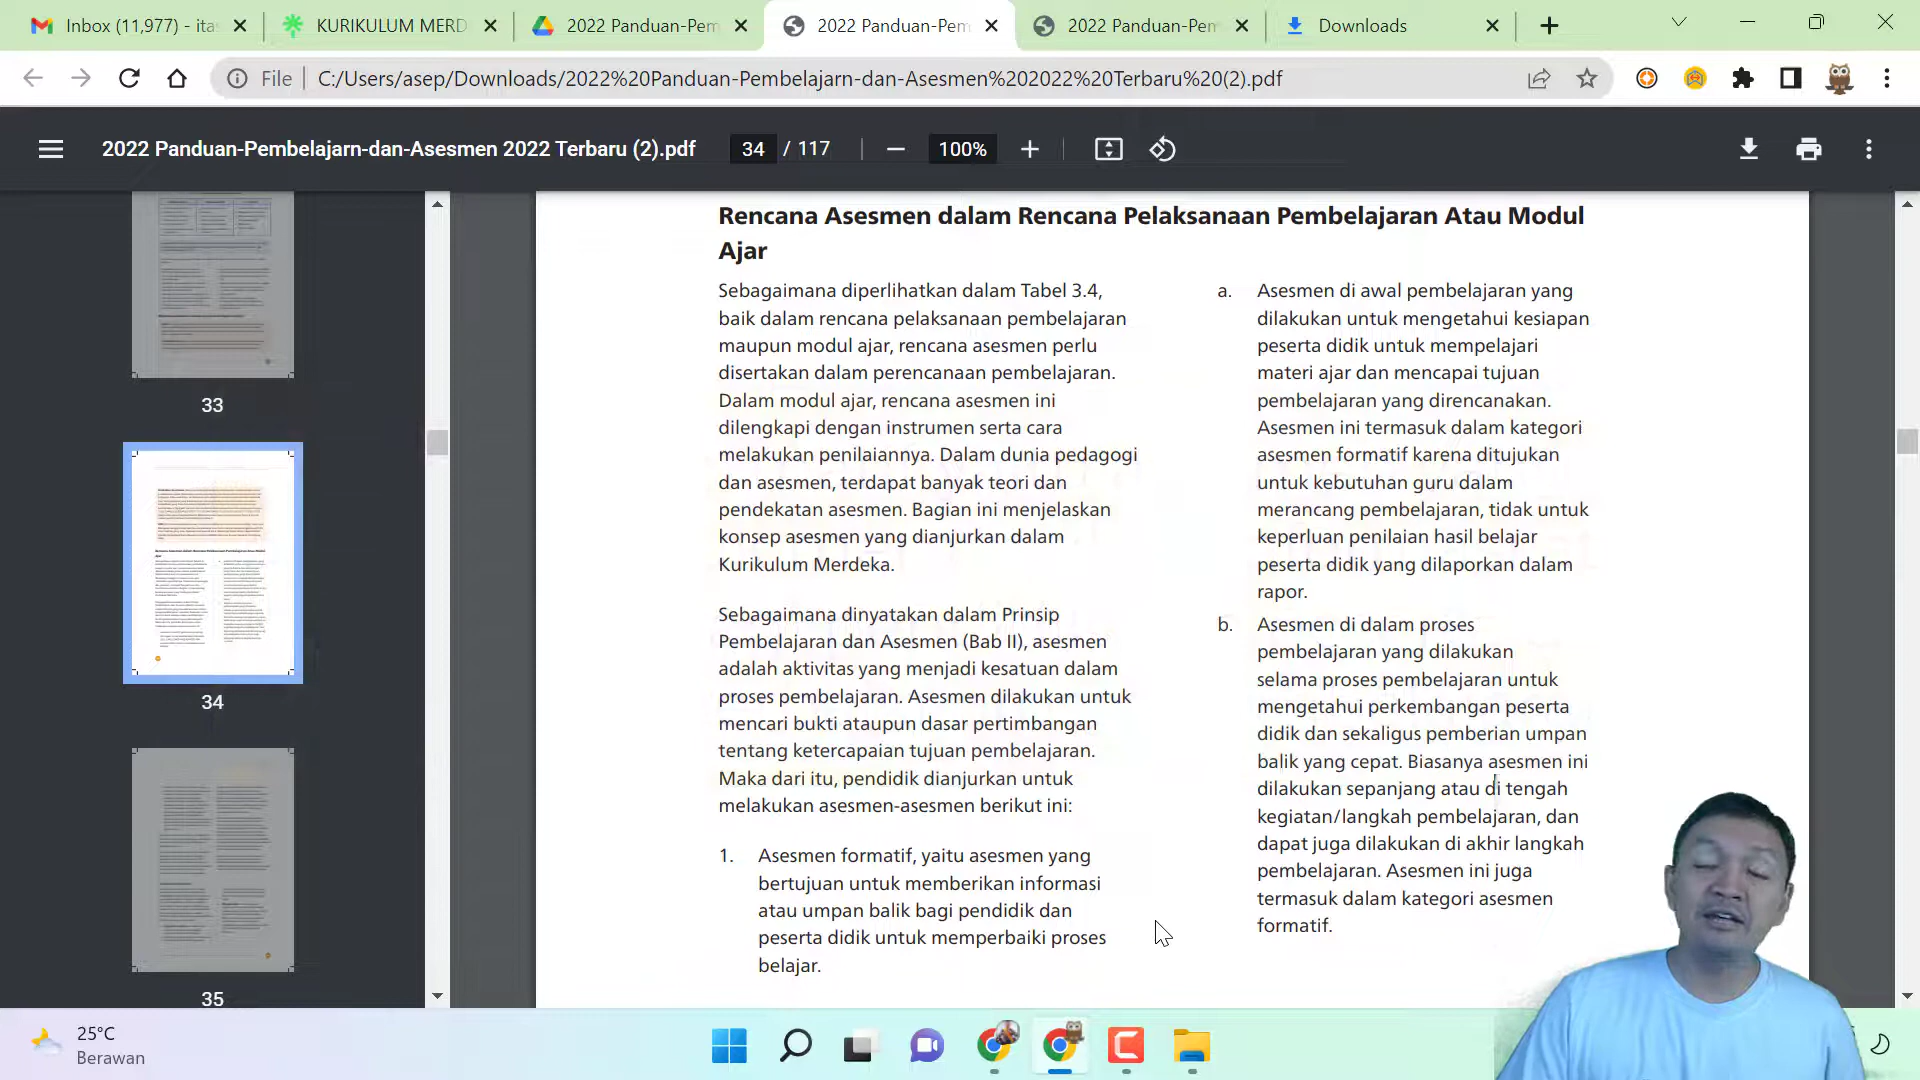 Inbox (11,977) - ita
KURIKULUM MERD
2022 Panduan-Pem
2022 Panduan-Pem
2022 Panduan-Pem
Downloads
File
C:/Users/asep/Downloads/2022%20Panduan-Pembelajarn-dan-Asesmen%202022%20Terbaru%20(2).pdf
2022 Panduan-Pembelajarn-dan-Asesmen 2022 Terbaru (2).pdf
34 / 117
100%
33
34
35
Rencana Asesmen dalam Rencana Pelaksanaan Pembelajaran Atau Modul
Ajar
Sebagaimana diperlihatkan dalam Tabel 3.4,
baik dalam rencana pelaksanaan pembelajaran
maupun modul ajar, rencana asesmen perlu
disertakan dalam perencanaan pembelajaran.
Dalam modul ajar, rencana asesmen ini
dilengkapi dengan instrumen serta cara
melakukan penilaiannya. Dalam dunia pedagogi
dan asesmen, terdapat banyak teori dan
pendekatan asesmen. Bagian ini menjelaskan
konsep asesmen yang dianjurkan dalam
Kurikulum Merdeka.
Sebagaimana dinyatakan dalam Prinsip
Pembelajaran dan Asesmen (Bab II), asesmen
adalah aktivitas yang menjadi kesatuan dalam
proses pembelajaran. Asesmen dilakukan untuk
mencari bukti ataupun dasar pertimbangan
tentang ketercapaian tujuan pembelajaran.
Maka dari itu, pendidik dianjurkan untuk
melakukan asesmen-asesmen berikut ini:
1. Asesmen formatif, yaitu asesmen yang
bertujuan untuk memberikan informasi
atau umpan balik bagi pendidik dan
peserta didik untuk memperbaiki proses
belajar.
a. Asesmen di awal pembelajaran yang
dilakukan untuk mengetahui kesiapan
peserta didik untuk mempelajari
materi ajar dan mencapai tujuan
pembelajaran yang direncanakan.
Asesmen ini termasuk dalam kategori
asesmen formatif karena ditujukan
untuk kebutuhan guru dalam
merancang pembelajaran, tidak untuk
keperluan penilaian hasil belajar
peserta didik yang dilaporkan dalam
rapor.
b. Asesmen di dalam proses
pembelajaran yang dilakukan
selama proses pembelajaran untuk
mengetahui perkembangan peserta
didik dan sekaligus pemberian umpan
balik yang cepat. Biasanya asesmen ini
dilakukan sepanjang atau di tengah
kegiatan/langkah pembelajaran, dan
dapat juga dilakukan di akhir langkah
pembelajaran. Asesmen ini juga
termasuk dalam kategori asesmen
formatif.
25°C
Berawan